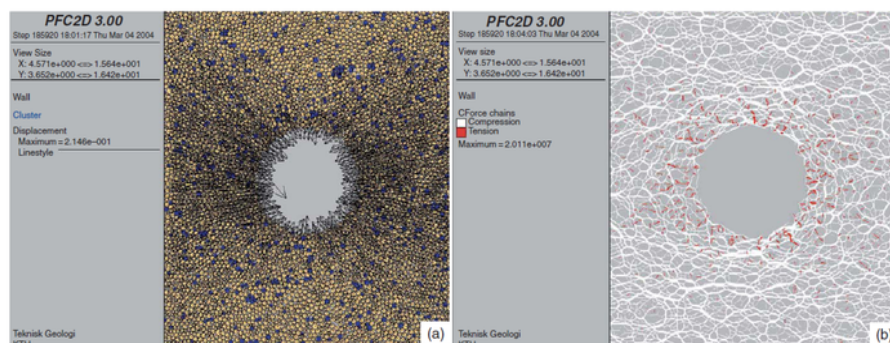 PFC2D 3.00
Step 185920 18:01:17 Thu Mar 04 2004
View Size
X: 4.571e+000 <=> 1.564e+001
Y: 3.652e+000 <=> 1.642e+001
Wall
Cluster
Displacement
Maximum = 2.146e–001
Linestyle
Teknisk Geologi
(a)
PFC2D 3.00
Step 185920 18:04:03 Thu Mar 04 2004
View size
X: 4.571e+000 <=> 1.564e+001
Y: 3.652e+000 <=> 1.642e+001
Wall
CForce chains
Compression
Tension
Maximum = 2.011e+007
Teknisk Geologi
(b)